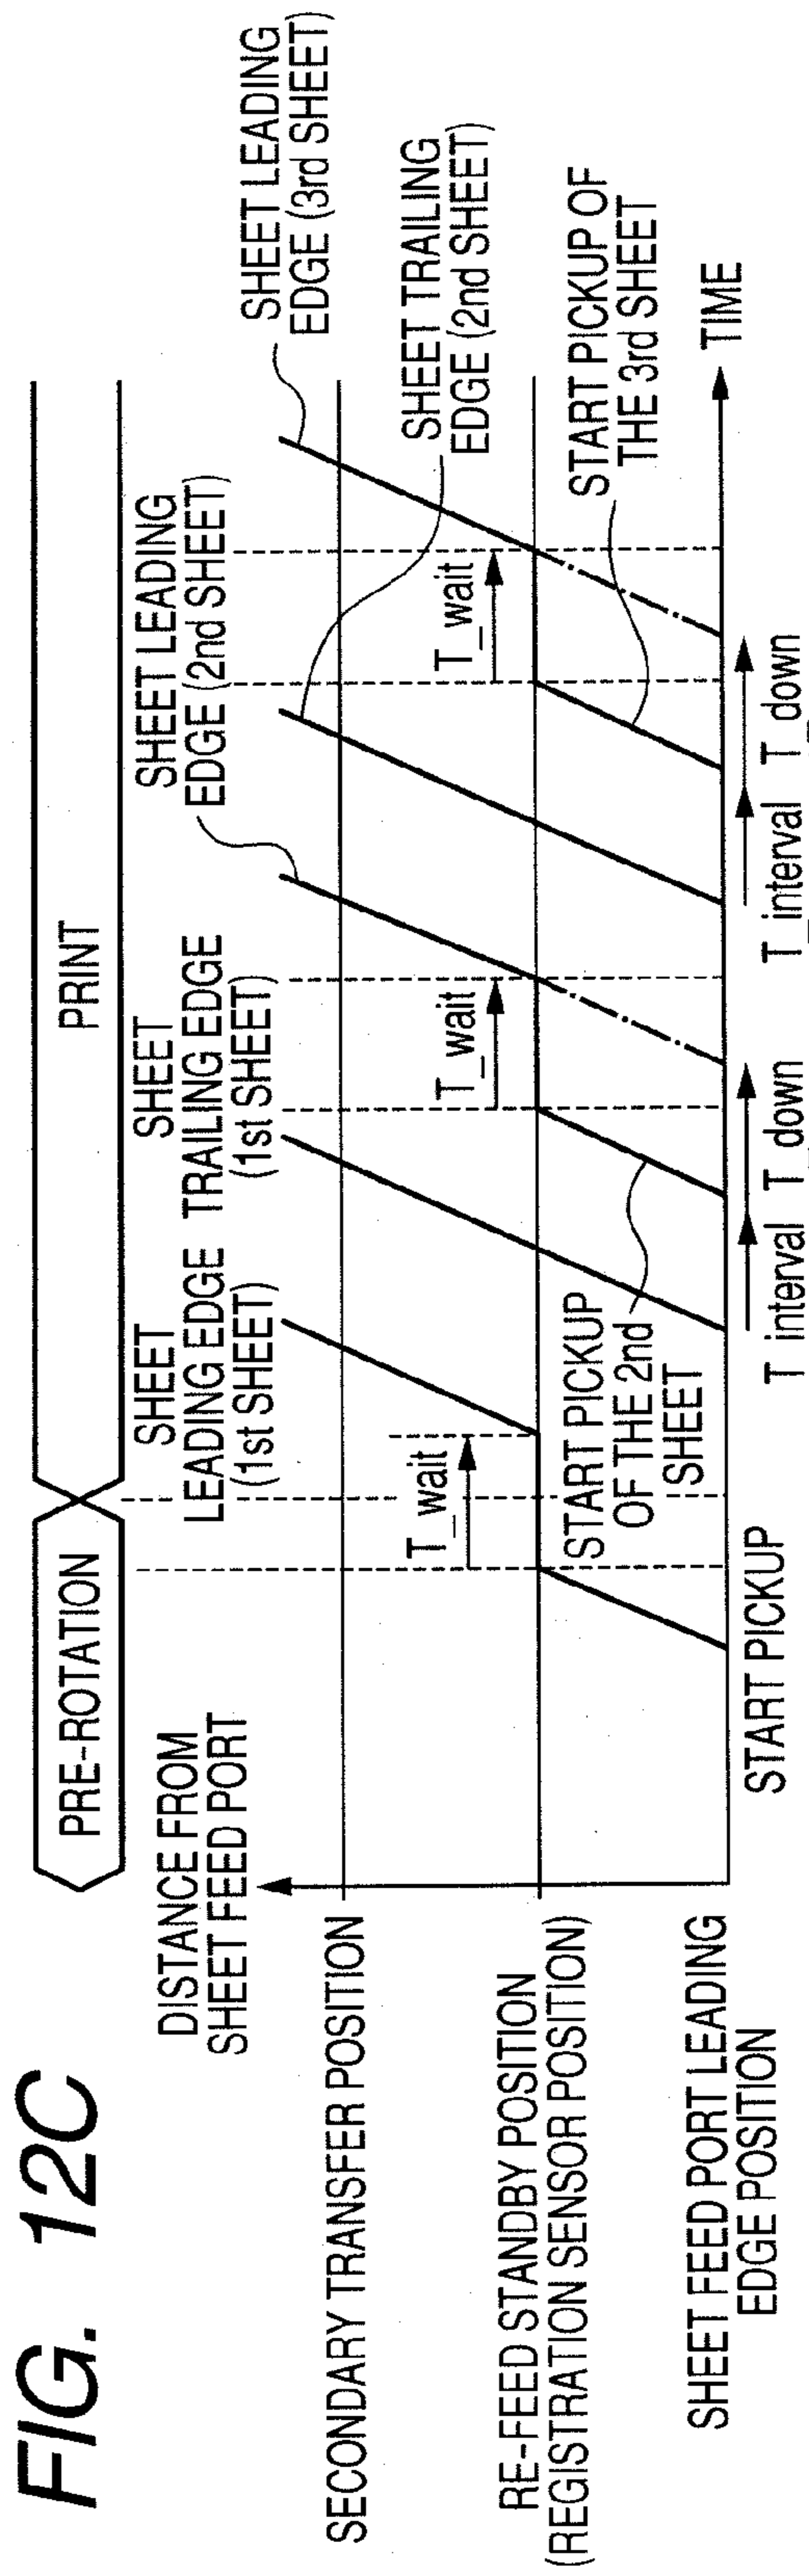 FIG. 12C
PRE-ROTATION
PRINT
DISTANCE FROM
SHEET FEED PORT
SECONDARY TRANSFER POSITION
RE-FEED STANDBY POSITION
(REGISTRATION SENSOR POSITION)
SHEET FEED PORT LEADING
EDGE POSITION
SHEET
LEADING EDGE
(1st SHEET)
SHEET
TRAILING EDGE
(1st SHEET)
SHEET LEADING
EDGE (2nd SHEET)
SHEET TRAILING
EDGE (2nd SHEET)
SHEET LEADING
EDGE (3rd SHEET)
T_wait
T_wait
T_wait
START PICKUP
START PICKUP
OF THE 2nd
SHEET
START PICKUP OF
THE 3rd SHEET
T_interval
T_down
T_interval
T_down
TIME